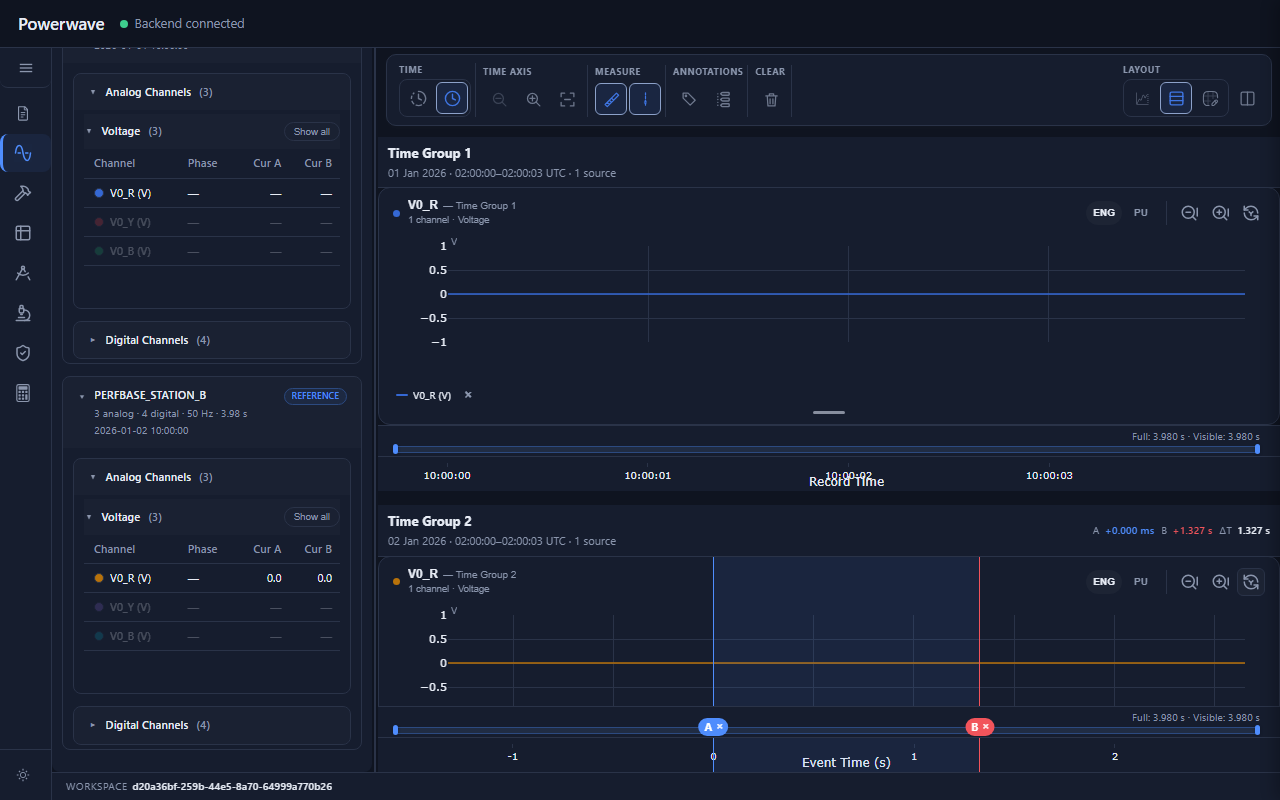 Powerwave
Backend connected
Analog Channels (3)
Voltage (3)
Show all
Channel Phase Cur A Cur B
V0_R (V) — — —
V0_Y (V) — — —
V0_B (V) — — —
Digital Channels (4)
PERFBASE_STATION_B
REFERENCE
3 analog · 4 digital · 50 Hz · 3.98 s
2026-01-02 10:00:00
Analog Channels (3)
Voltage (3)
Show all
Channel Phase Cur A Cur B
V0_R (V) — 0.0 0.0
V0_Y (V) — — —
V0_B (V) — — —
Digital Channels (4)
TIME
TIME AXIS
MEASURE
ANNOTATIONS
CLEAR
LAYOUT
Time Group 1
01 Jan 2026 · 02:00:00–02:00:03 UTC · 1 source
V0_R — Time Group 1
1 channel · Voltage
ENG PU
V
1
0.5
0
−0.5
−1
V0_R (V) ×
Full: 3.980 s · Visible: 3.980 s
10:00:00 10:00:01 10:00:02 10:00:03
Record Time
Time Group 2
A +0.000 ms B +1.327 s ΔT 1.327 s
02 Jan 2026 · 02:00:00–02:00:03 UTC · 1 source
V0_R — Time Group 2
1 channel · Voltage
ENG PU
V
1
0.5
0
−0.5
Full: 3.980 s · Visible: 3.980 s
A × B ×
-1 0 1 2
Event Time (s)
WORKSPACE d20a36bf-259b-44e5-8a70-64999a770b26